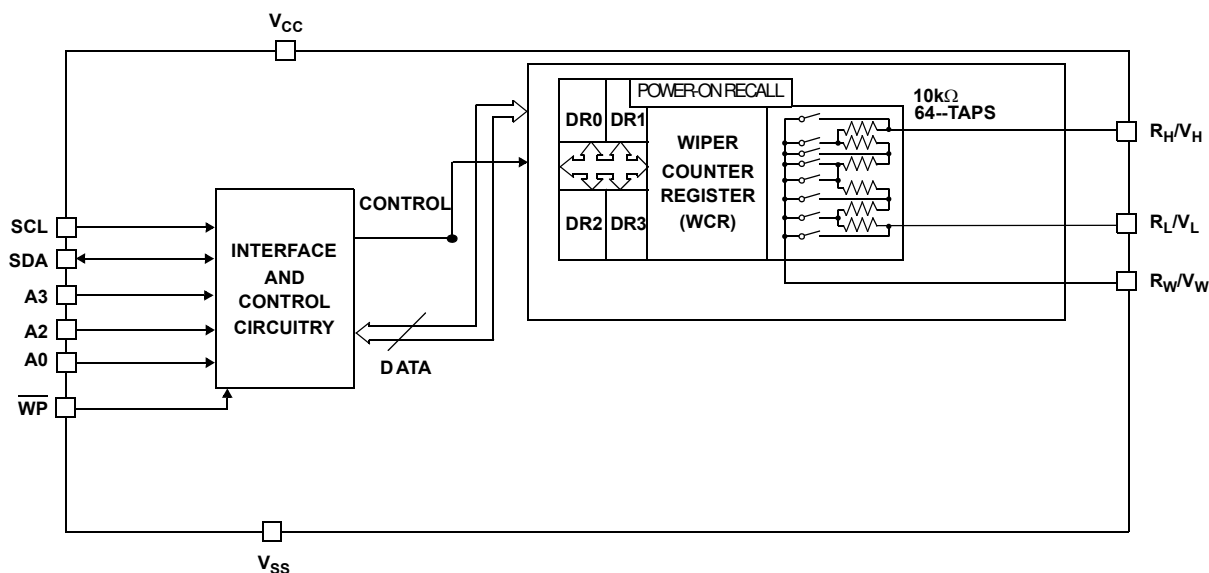 VCC
POWER-ON RECALL
10kΩ
64--TAPS
DR0 DR1
WIPER
COUNTER
REGISTER
(WCR)
DR2 DR3
RH/VH
RL/VL
RW/VW
CONTROL
SCL
SDA
A3
A2
A0
WP
INTERFACE
AND
CONTROL
CIRCUITRY
DATA
VSS